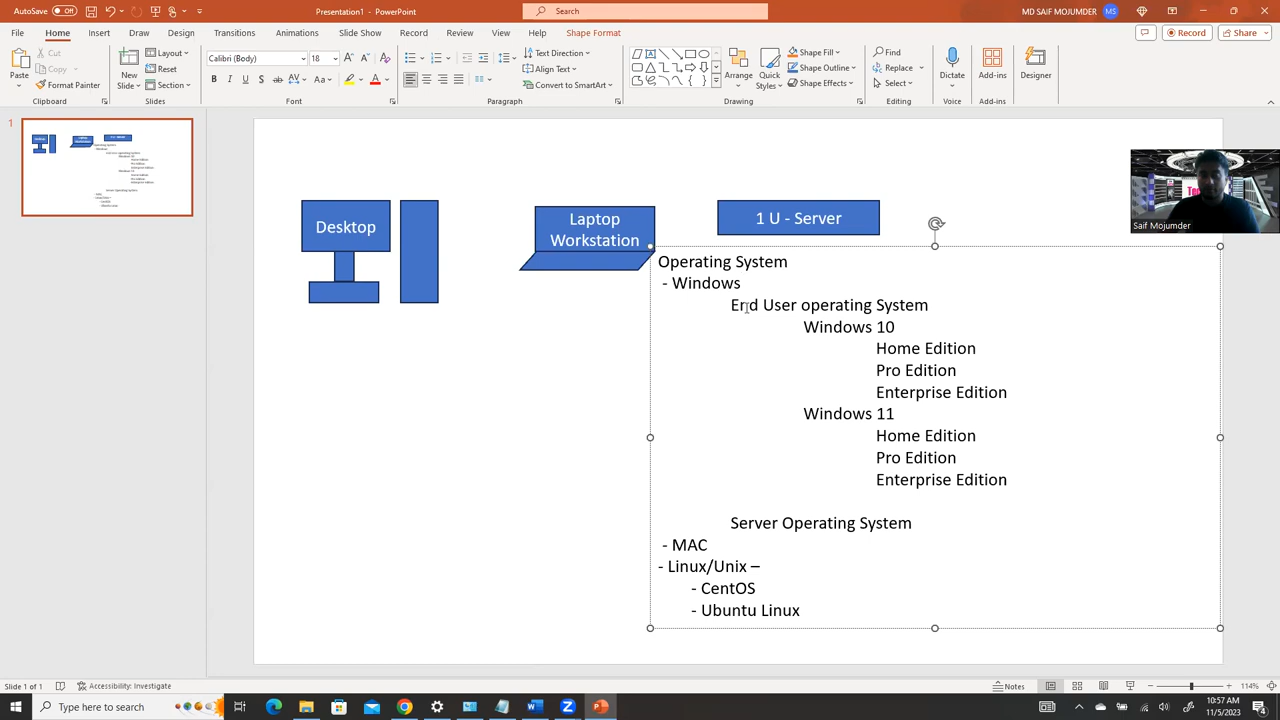 AutoSave Off
Presentation1 - PowerPoint
Search
MD SAIF MOJUMDER
MS
File
Home
Insert
Draw
Design
Transitions
Animations
Slide Show
Record
Review
View
Help
Shape Format
Record
Share
Paste
Cut
Copy
Format Painter
Clipboard
New
Slide
Layout
Reset
Section
Slides
Calibri (Body)
18
Font
Text Direction
Align Text
Convert to SmartArt
Paragraph
Arrange
Quick
Styles
Shape Fill
Shape Outline
Shape Effects
Drawing
Find
Replace
Select
Editing
Dictate
Voice
Add-ins
Add-ins
Designer
1
Desktop
Laptop
Workstation
1 U - Server
Operating System
- Windows
End User operating System
Windows 10
Home Edition
Pro Edition
Enterprise Edition
Windows 11
Home Edition
Pro Edition
Enterprise Edition
Server Operating System
- MAC
- Linux/Unix –
- CentOS
- Ubuntu Linux
Saif Mojumder
Slide 1 of 1
Accessibility: Investigate
Notes
114%
Type here to search
10:57 AM
11/5/2023